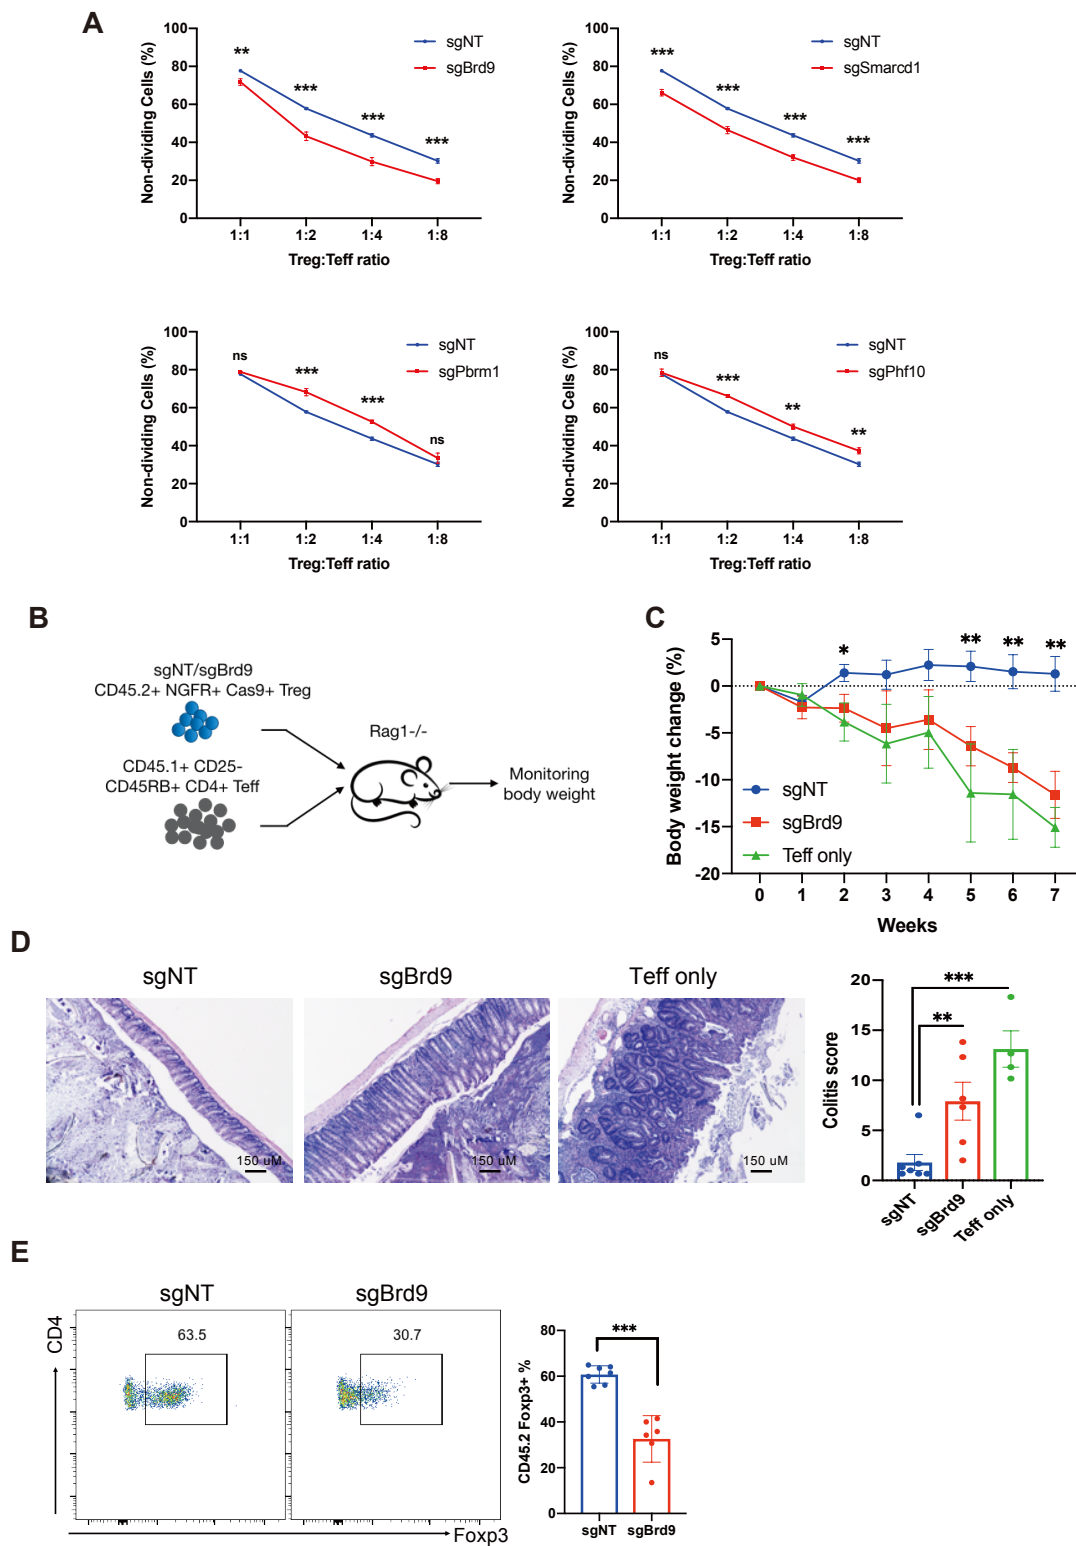 A
Non-dividing Cells (%)
100
80
60
40
20
0
**
***
***
***
sgNT
sgBrd9
1:1 1:2 1:4 1:8
Treg:Teff ratio
Non-dividing Cells (%)
100
80
60
40
20
0
***
***
***
***
sgNT
sgSmarcd1
1:1 1:2 1:4 1:8
Treg:Teff ratio
Non-dividing Cells (%)
100
80
60
40
20
0
ns
***
***
ns
sgNT
sgPbrm1
1:1 1:2 1:4 1:8
Treg:Teff ratio
Non-dividing Cells (%)
100
80
60
40
20
0
ns
***
**
**
sgNT
sgPhf10
1:1 1:2 1:4 1:8
Treg:Teff ratio
B
sgNT/sgBrd9
CD45.2+ NGFR+ Cas9+ Treg
CD45.1+ CD25-
CD45RB+ CD4+ Teff
Rag1-/-
Monitoring
body weight
C
Body weight change (%)
5
0
-5
-10
-15
-20
* ** ** **
sgNT
sgBrd9
Teff only
0 1 2 3 4 5 6 7
Weeks
D
sgNT
sgBrd9
Teff only
150 uM
150 uM
150 uM
Colitis score
20
15
10
5
0
***
**
sgNT
sgBrd9
Teff only
E
sgNT
sgBrd9
CD4
63.5
30.7
Foxp3
CD45.2 Foxp3+ %
80
60
40
20
0
***
sgNT sgBrd9